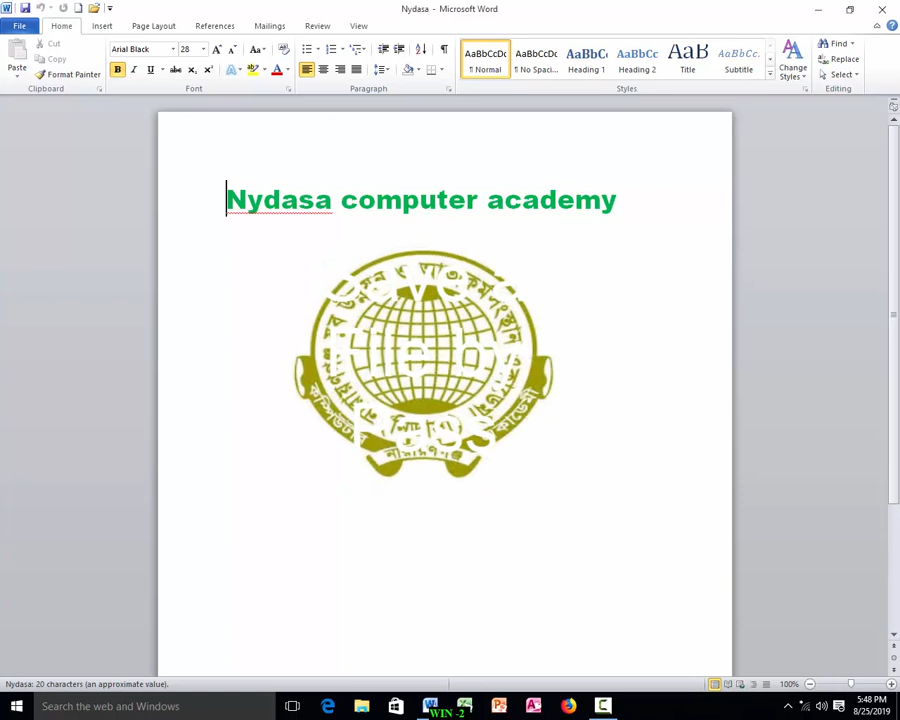 Nydasa - Microsoft Word
File Home Insert Page Layout References Mailings Review View
Cut
Copy
Format Painter
Paste
Clipboard
Arial Black 28
Font
Paragraph
AaBbCcDc ¶ Normal
AaBbCcDc ¶ No Spaci...
AaBbCc Heading 1
AaBbCc Heading 2
AaB Title
AaBbCc. Subtitle
Change Styles
Styles
Find
Replace
Select
Editing
Nydasa computer academy
Nydasa: 20 characters (an approximate value).
100%
Search the web and Windows
WIN -2
5:48 PM
8/25/2019